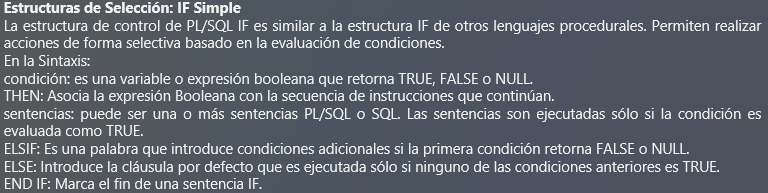 Estructuras de Selección: IF Simple
La estructura de control de PL/SQL IF es similar a la estructura IF de otros lenguajes procedurales. Permiten realizar
acciones de forma selectiva basado en la evaluación de condiciones.
En la Sintaxis:
condición: es una variable o expresión booleana que retorna TRUE, FALSE o NULL.
THEN: Asocia la expresión Booleana con la secuencia de instrucciones que continúan.
sentencias: puede ser una o más sentencias PL/SQL o SQL. Las sentencias son ejecutadas sólo si la condición es
evaluada como TRUE.
ELSIF: Es una palabra que introduce condiciones adicionales si la primera condición retorna FALSE o NULL.
ELSE: Introduce la cláusula por defecto que es ejecutada sólo si ninguno de las condiciones anteriores es TRUE.
END IF: Marca el fin de una sentencia IF.